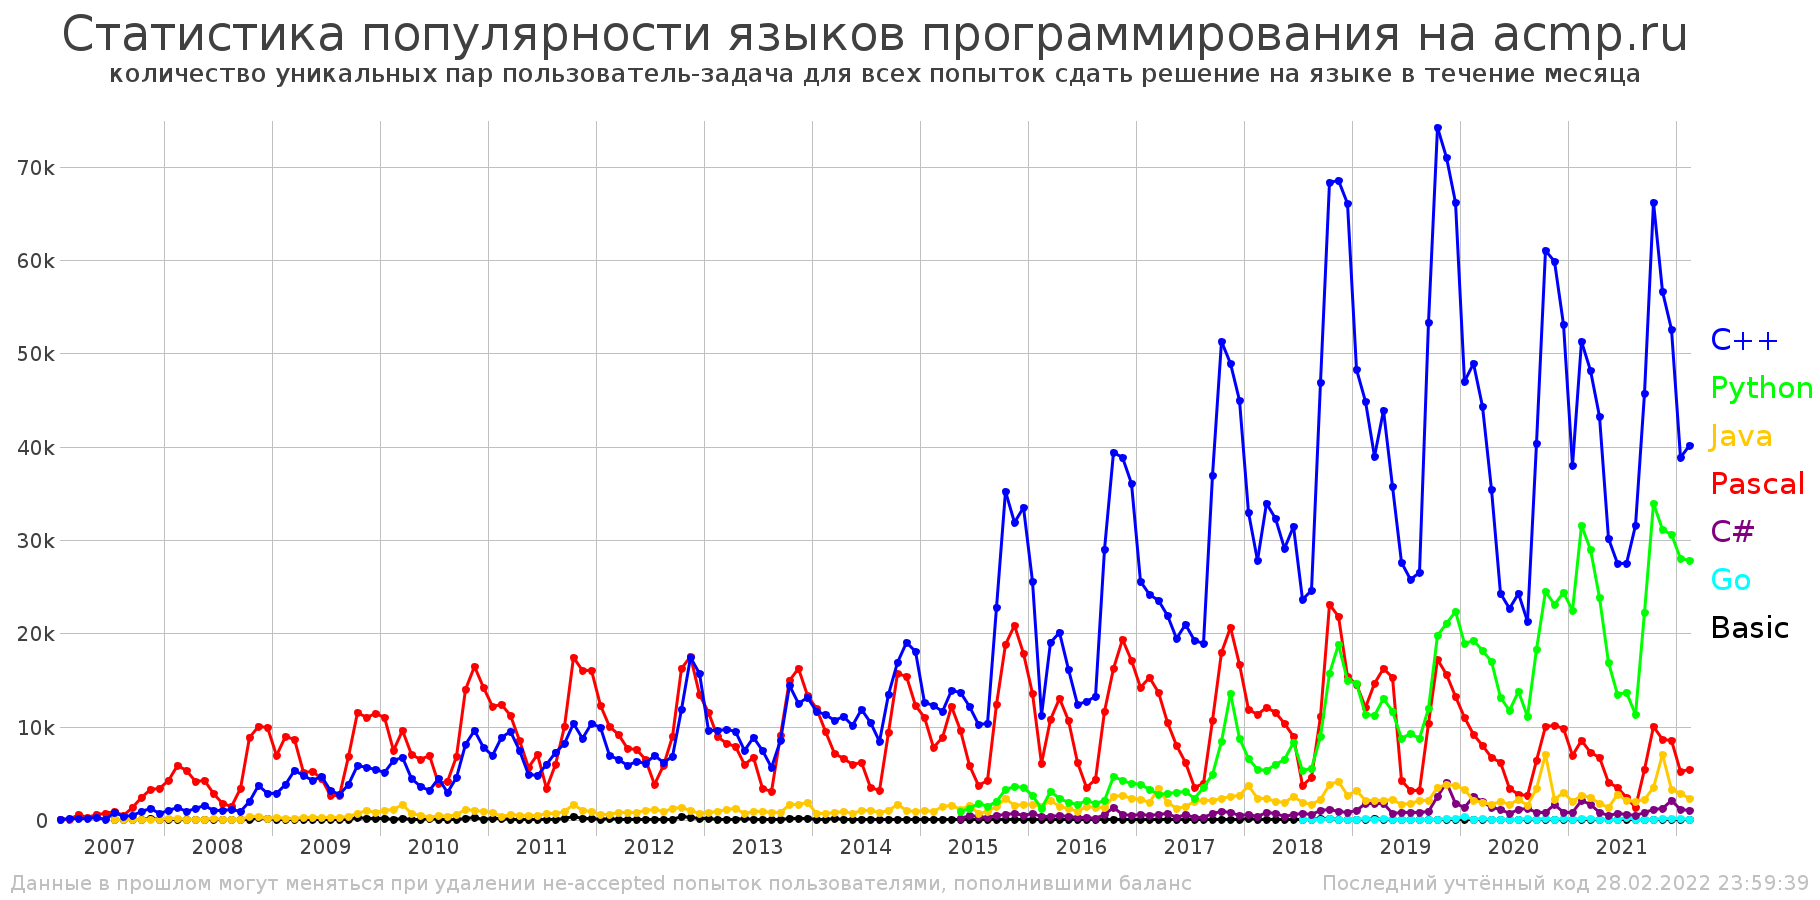 Статистика популярности языков программирования на acmp.ru
количество уникальных пар пользователь-задача для всех попыток сдать решение на языке в течение месяца
70k
60k
50k
40k
30k
20k
10k
0
C++
Python
Java
Pascal
C#
Go
Basic
2007 2008 2009 2010 2011 2012 2013 2014 2015 2016 2017 2018 2019 2020 2021
Данные в прошлом могут меняться при удалении не-accepted попыток пользователями, пополнившими баланс
Последний учтённый код 28.02.2022 23:59:39